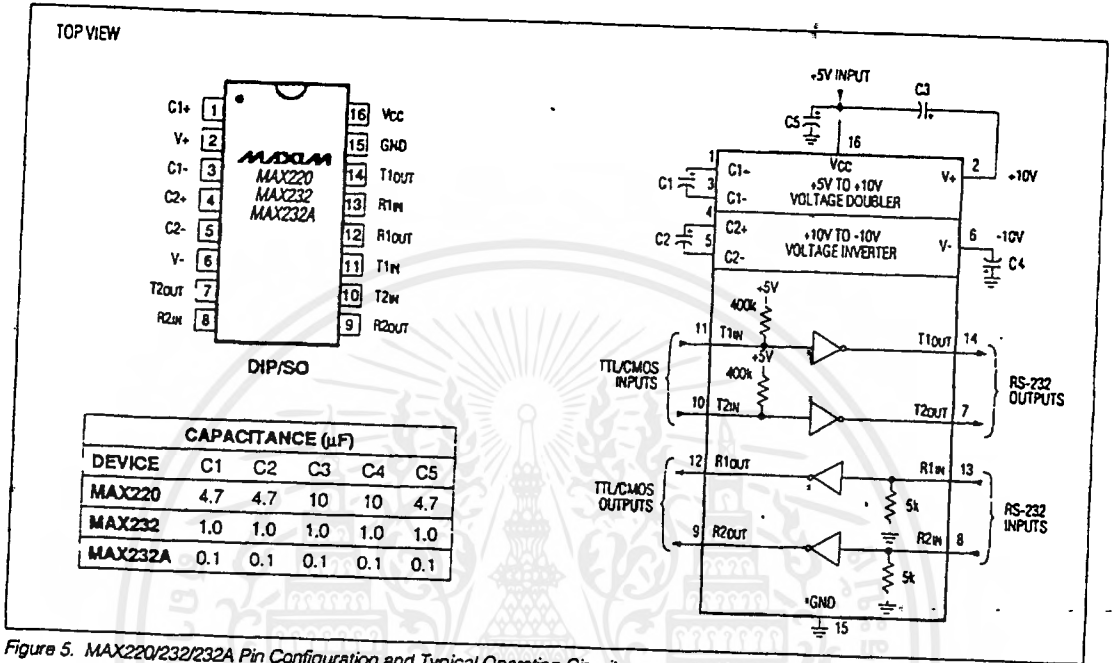 TOP VIEW
C1+ 1
V+ 2
C1- 3
C2+ 4
C2- 5
V- 6
T2OUT 7
R2IN 8
MAXIM
MAX220
MAX232
MAX232A
16 VCC
15 GND
14 T1OUT
13 R1IN
12 R1OUT
11 T1IN
10 T2IN
9 R2OUT
DIP/SO
CAPACITANCE (µF)
DEVICE C1 C2 C3 C4 C5
MAX220 4.7 4.7 10 10 4.7
MAX232 1.0 1.0 1.0 1.0 1.0
MAX232A 0.1 0.1 0.1 0.1 0.1
+5V INPUT
C3
C5
16
VCC
1
C1+
C1
3
C1-
+5V TO +10V
VOLTAGE DOUBLER
V+
2
+10V
4
C2+
C2
5
C2-
+10V TO -10V
VOLTAGE INVERTER
V-
6
-10V
C4
+5V
400k
11 T1IN
T1OUT 14
+5V
400k
TTL/CMOS
INPUTS
RS-232
OUTPUTS
10 T2IN
T2OUT 7
12 R1OUT
R1IN 13
TTL/CMOS
OUTPUTS
5k
RS-232
INPUTS
9 R2OUT
R2IN 8
5k
GND
15
Figure 5. MAX220/232/232A Pin Configuration and Typical Operating Circuit